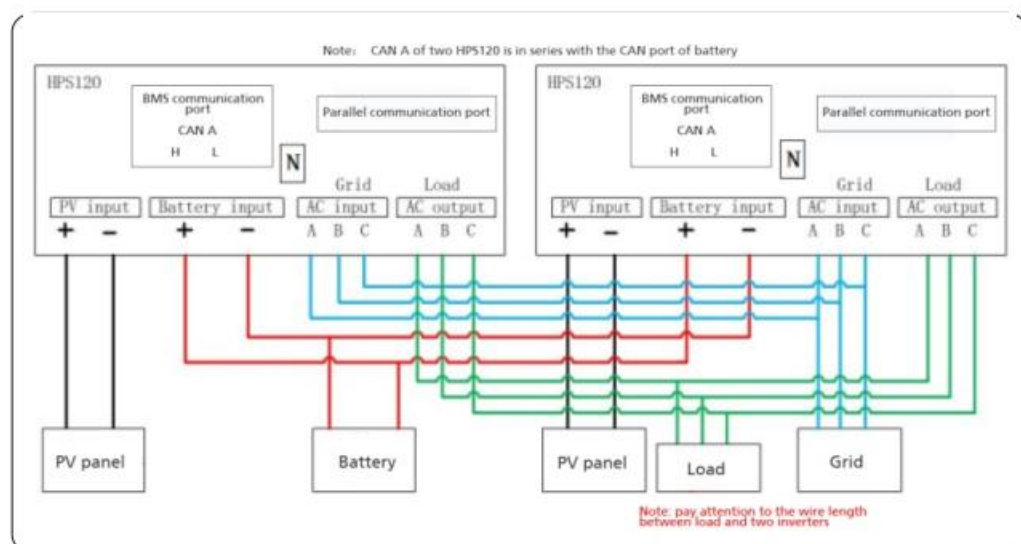 Note: CAN A of two HPS120 is in series with the CAN port of battery
HPS120
BMS communication
port
CAN A
H L
Parallel communication port
N
Grid Load
PV input Battery input AC input AC output
+ − + − A B C A B C
HPS120
BMS communication
port
CAN A
H L
Parallel communication port
N
Grid Load
PV input Battery input AC input AC output
+ − + − A B C A B C
PV panel
Battery
PV panel
Load
Grid
Note: pay attention to the wire length
between load and two inverters